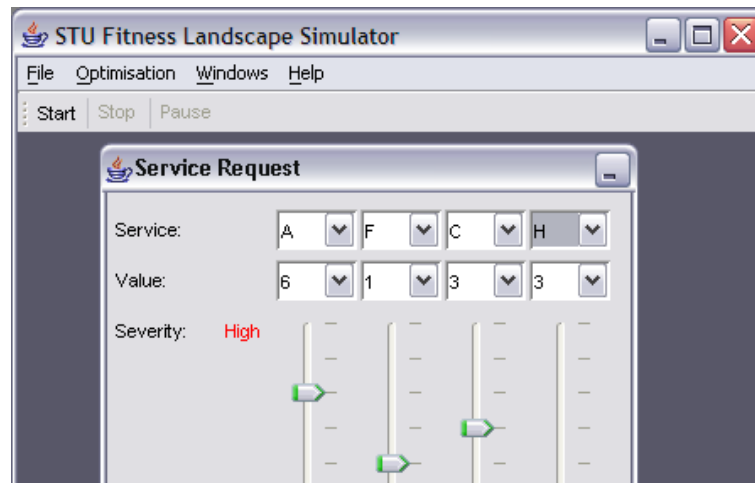 STU Fitness Landscape Simulator
File Optimisation Windows Help
Start Stop Pause
Service Request
Service: A F C H
Value: 6 1 3 3
Severity: High